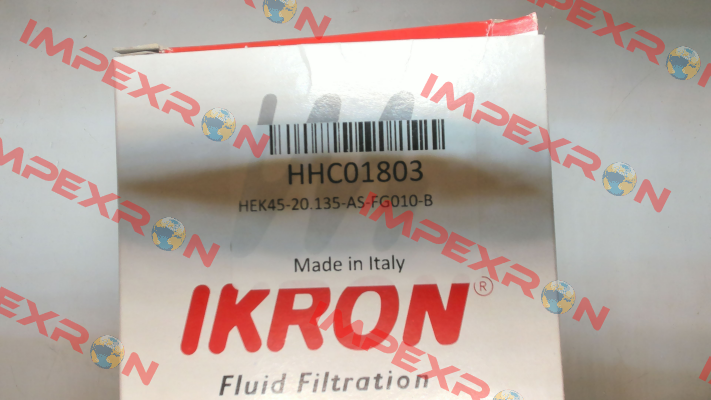 IMPEXRON
IMPEXRON
IMPEXRON
IMPEXRON
IMPEXRON
IMPEXRON
HHC01803
HEK45-20.135-AS-FG010-B
Made in Italy
IKRON®
Fluid Filtration